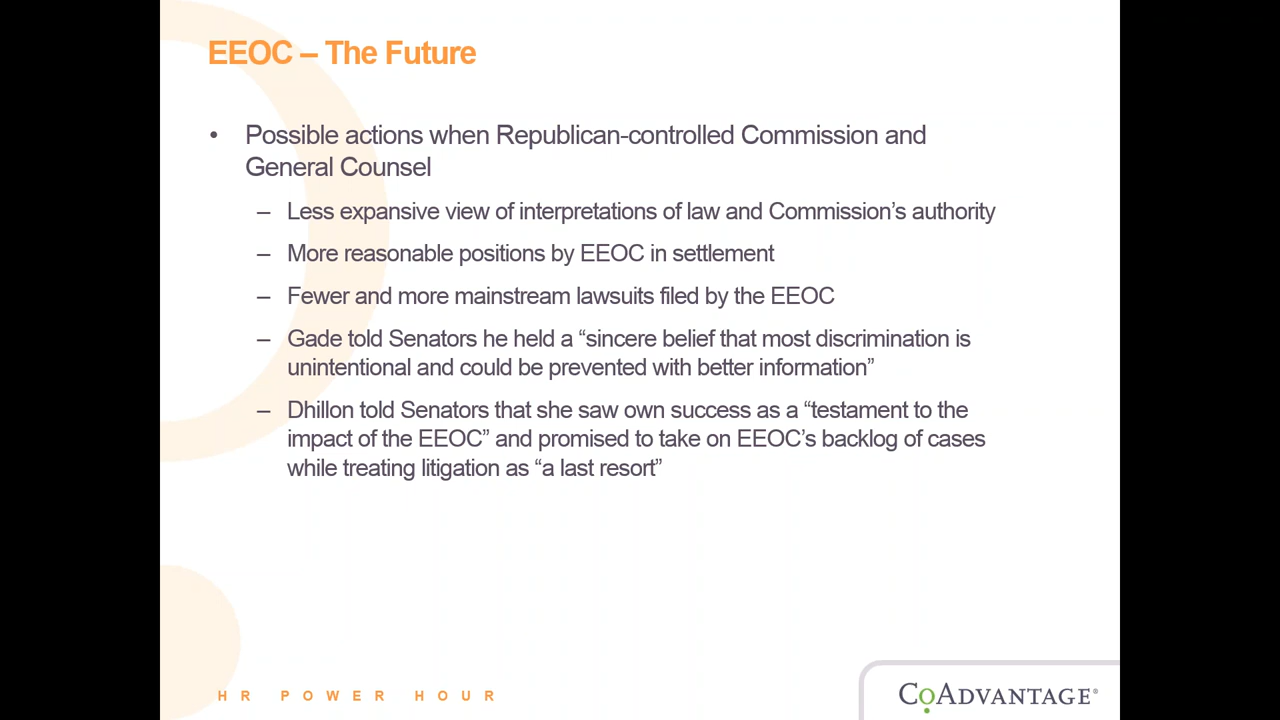 EEOC – The Future
• Possible actions when Republican-controlled Commission and
General Counsel
– Less expansive view of interpretations of law and Commission’s authority
– More reasonable positions by EEOC in settlement
– Fewer and more mainstream lawsuits filed by the EEOC
– Gade told Senators he held a “sincere belief that most discrimination is
unintentional and could be prevented with better information”
– Dhillon told Senators that she saw own success as a “testament to the
impact of the EEOC” and promised to take on EEOC’s backlog of cases
while treating litigation as “a last resort”
HR POWER HOUR
CoAdvantage®